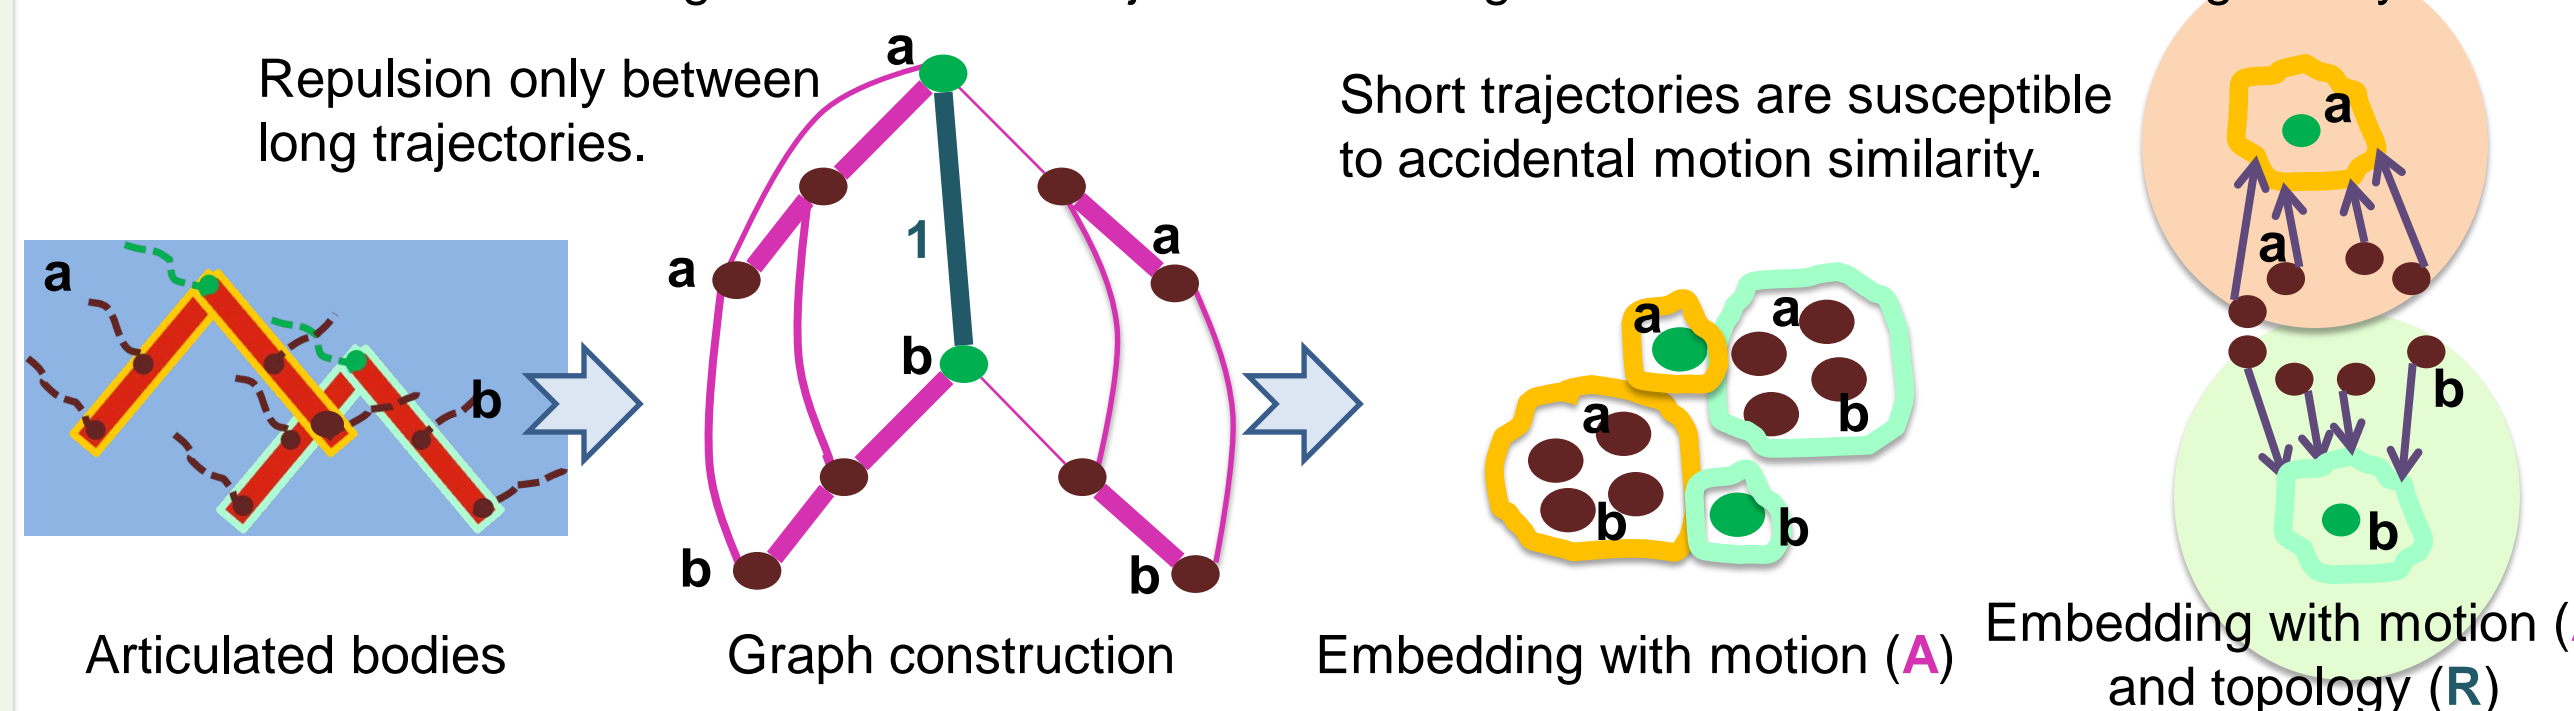 Repulsion only between
long trajectories.
Short trajectories are susceptible
to accidental motion similarity.
a
b
a
a
a
1
b
b
b
a
a
b
a
b
b
a
a
b
b
Articulated bodies
Graph construction
Embedding with motion (A)
Embedding with motion (
and topology (R)